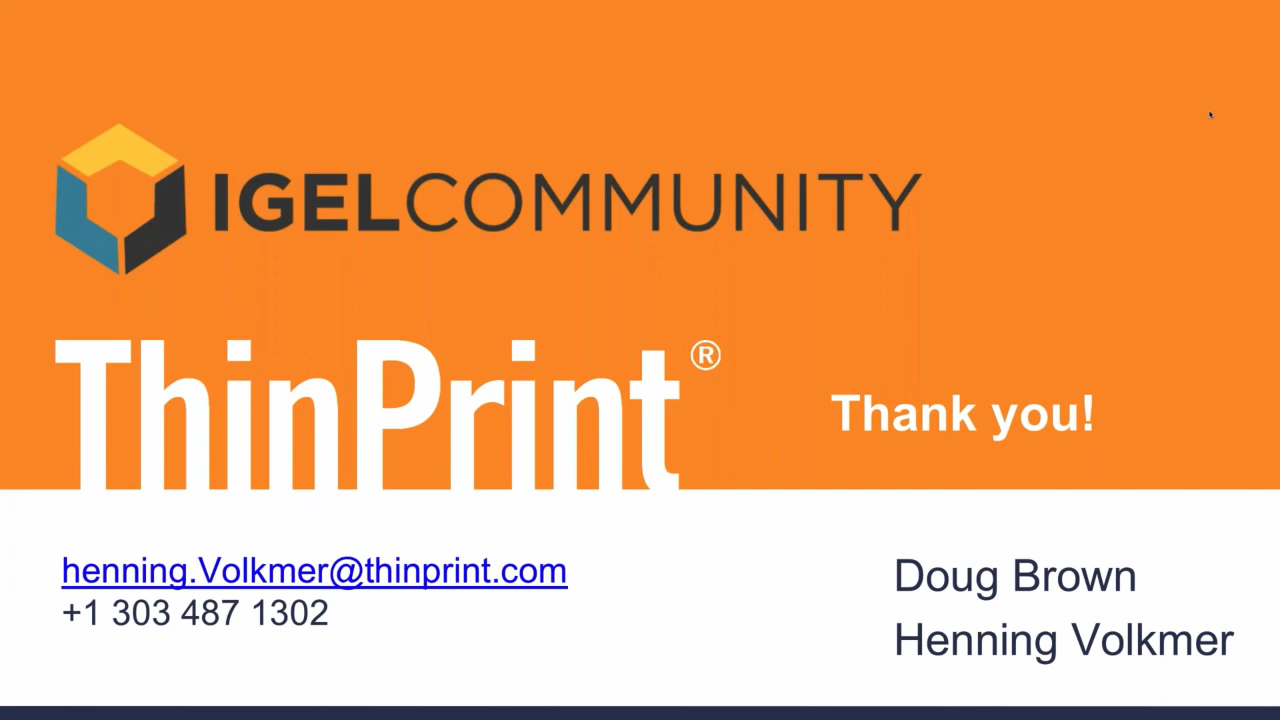 IGELCOMMUNITY
ThinPrint®
Thank you!
henning.Volkmer@thinprint.com
+1 303 487 1302
Doug Brown
Henning Volkmer